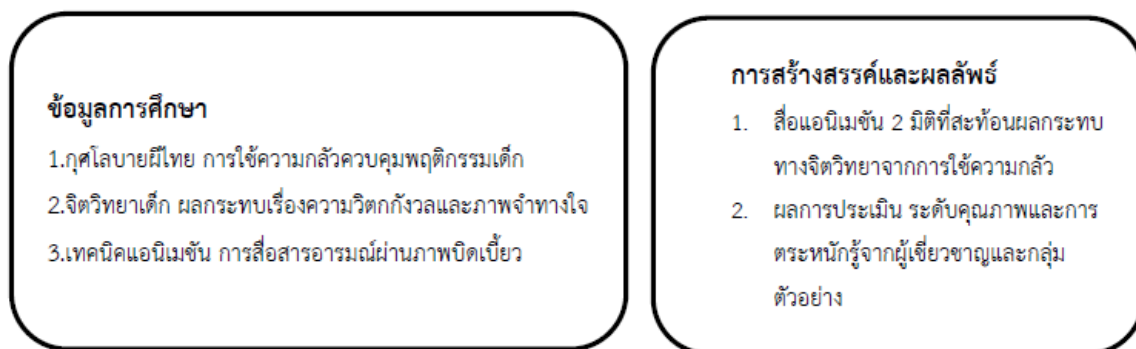 ข้อมูลการศึกษา
1.กุศโลบายผีไทย การใช้ความกลัวควบคุมพฤติกรรมเด็ก
2.จิตวิทยาเด็ก ผลกระทบเรื่องความวิตกกังวลและภาพจำทางใจ
3.เทคนิคแอนิเมชัน การสื่อสารอารมณ์ผ่านภาพบิดเบี้ยว
การสร้างสรรค์และผลลัพธ์
1. สื่อแอนิเมชัน 2 มิติที่สะท้อนผลกระทบ
ทางจิตวิทยาจากการใช้ความกลัว
2. ผลการประเมิน ระดับคุณภาพและการ
ตระหนักรู้จากผู้เชี่ยวชาญและกลุ่ม
ตัวอย่าง